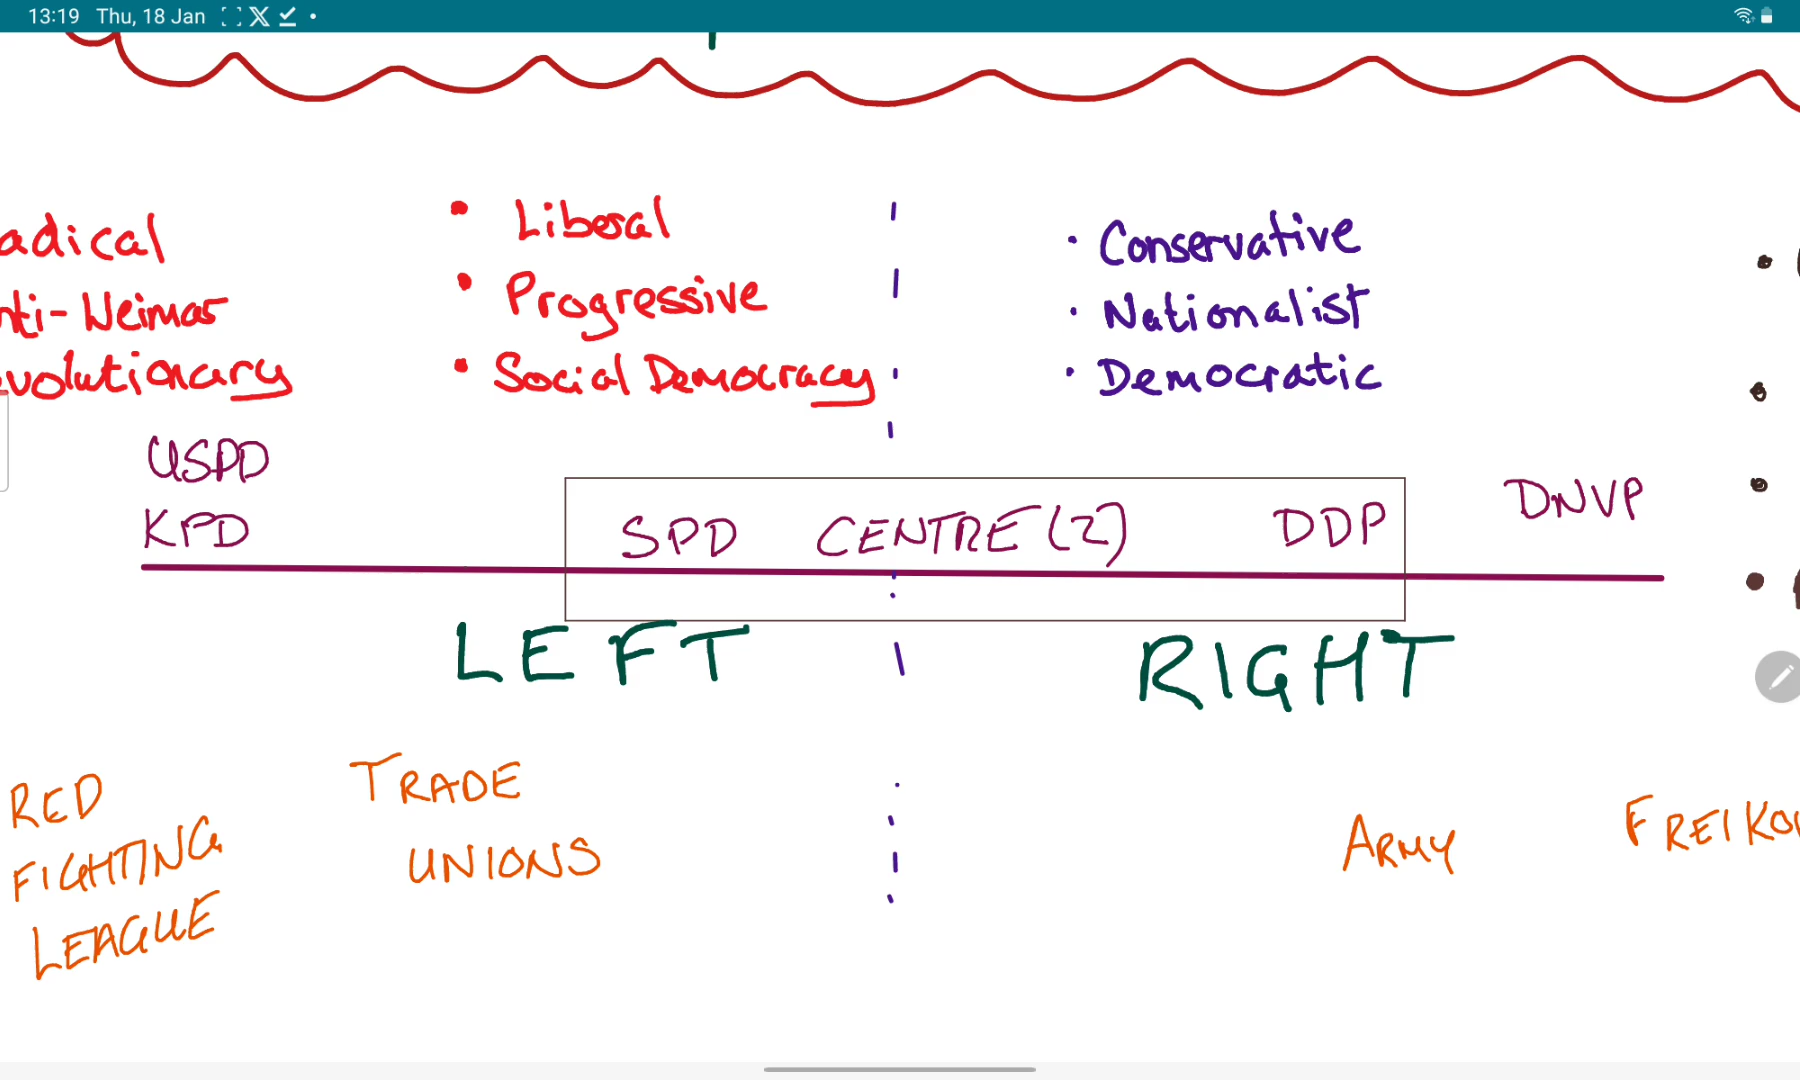 13:19 Thu, 18 Jan
adical
nti-Weimar
evolutionary
• Liberal
• Progressive
• Social Democracy
• Conservative
• Nationalist
• Democratic
USPD
KPD
SPD CENTRE (Z) DDP
DNVP
LEFT RIGHT
RED
FIGHTING
LEAGUE
TRADE
UNIONS
ARMY
FREIKO